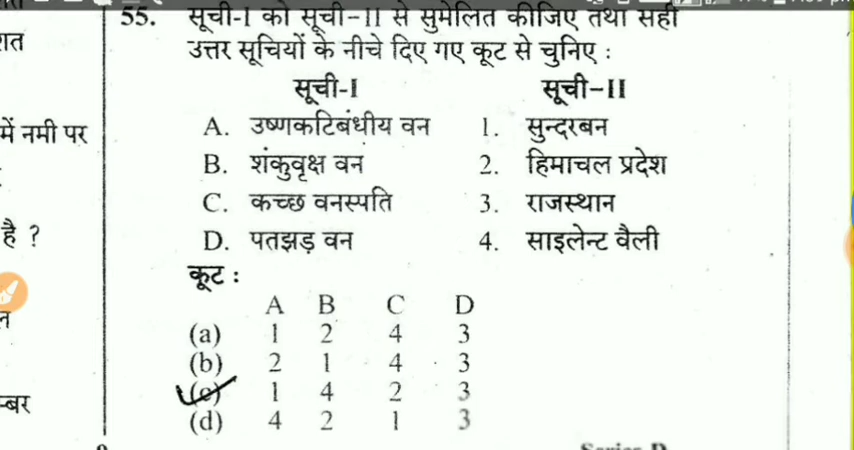 शत
में नमी पर
है ?
म्बर
55. सूची-I को सूची-II से सुमेलित कीजिए तथा सही
उत्तर सूचियों के नीचे दिए गए कूट से चुनिए :
सूची-I सूची-II
A. उष्णकटिबंधीय वन 1. सुन्दरबन
B. शंकुवृक्ष वन 2. हिमाचल प्रदेश
C. कच्छ वनस्पति 3. राजस्थान
D. पतझड़ वन 4. साइलेन्ट वैली
कूट :
A B C D
(a) 1 2 4 3
(b) 2 1 4 3
(c) 1 4 2 3
(d) 4 2 1 3
Series D